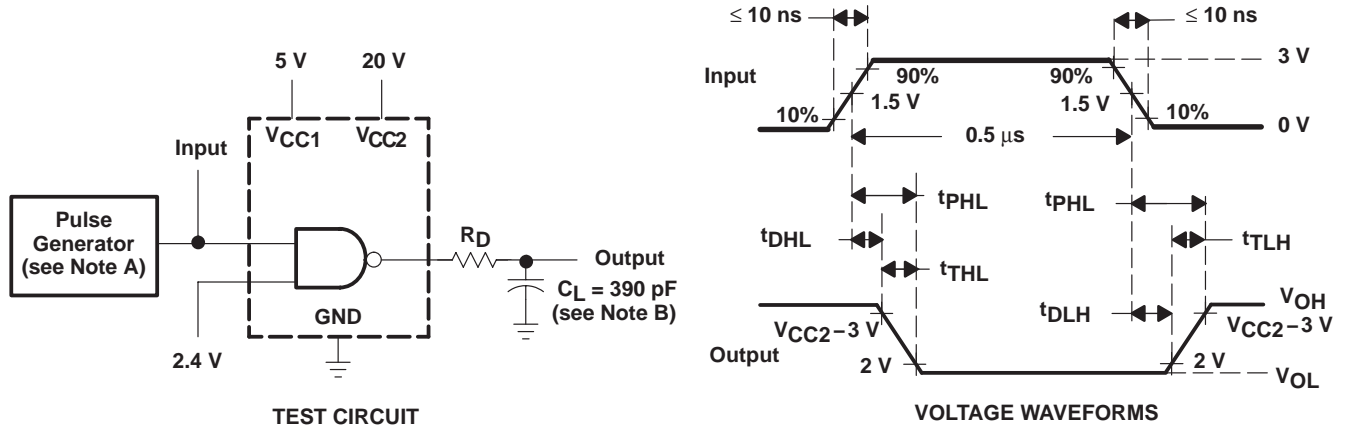 5 V
20 V
VCC1
VCC2
Input
Pulse
Generator
(see Note A)
RD
Output
CL = 390 pF
(see Note B)
GND
2.4 V
TEST CIRCUIT
≤ 10 ns
≤ 10 ns
Input
90%
90%
3 V
1.5 V
1.5 V
10%
10%
0 V
0.5 μs
tPHL
tPHL
tDHL
tTLH
tTHL
tDLH
VOH
VCC2−3 V
VCC2−3 V
Output
2 V
2 V
VOL
VOLTAGE WAVEFORMS